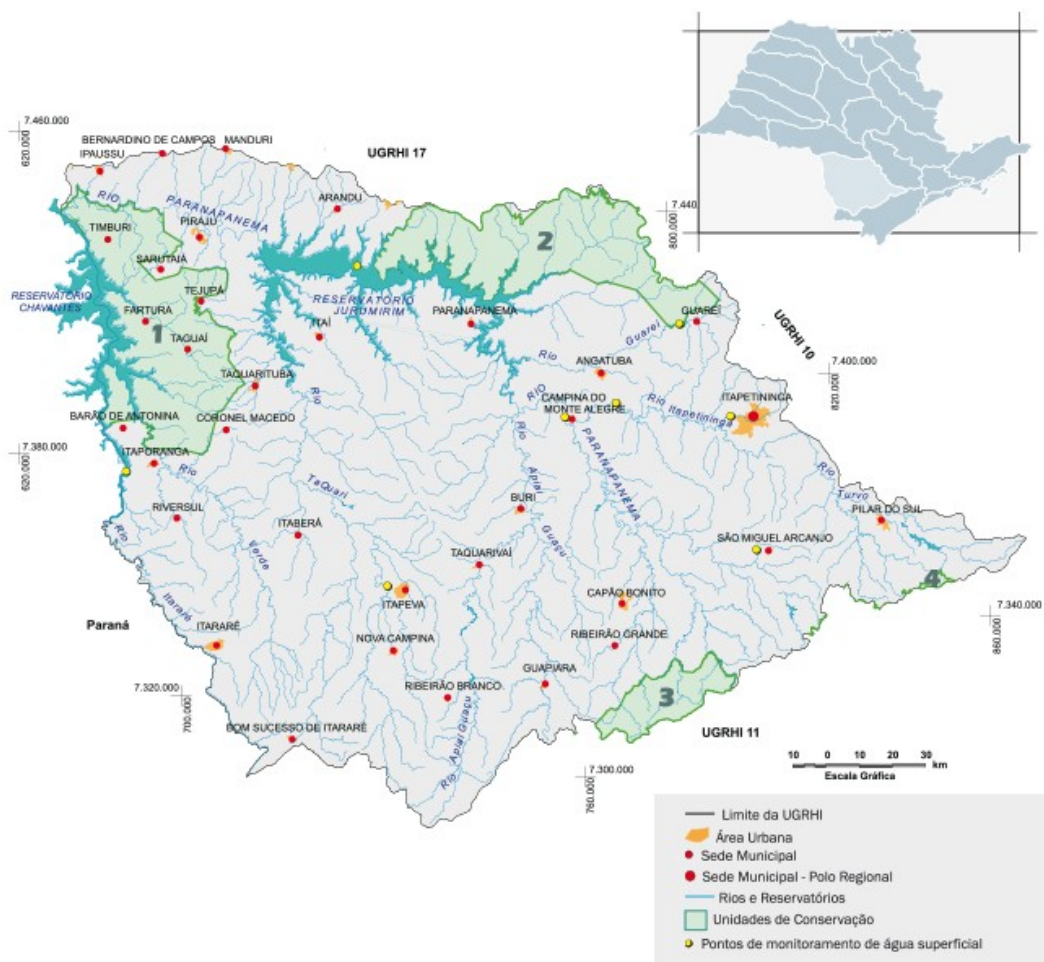 7.460.000
620.000
BERNARDINO DE CAMPOS
MANDURI
IPAUSSU
UGRHI 17
RIO
PARANAPANEMA
ARANDU
7.440
800.000
TIMBURI
PIRAJU
2
SARUTAIÁ
TEJUPÁ
RESERVATÓRIO
CHAVANTES
RESERVATÓRIO
JURUMIRIM
PARANAPANEMA
GUAREÍ
FARTURA
1
ITAÍ
Guareí
UGRHI 10
TAGUAÍ
Rio
7.400.000
820.000
TAQUARITUBA
ANGATUBA
Rio
RIO
CAMPINA DO
MONTE ALEGRE
Rio Itapetininga
ITAPETININGA
BARÃO DE ANTONINA
CORONEL MACEDO
7.380.000
620.000
ITAPORANGA
Rio
TaQuari
Rio
Apiaí
Guaçu
PARANAPANEMA
Rio
Turvo
RIVERSUL
BURI
PILAR DO SUL
Rio
Verde
ITABERÁ
TAQUARIVAÍ
SÃO MIGUEL ARCANJO
4
Itararé
ITAPEVA
CAPÃO BONITO
Paraná
7.340.000
860.000
ITARARÉ
NOVA CAMPINA
RIBEIRÃO GRANDE
GUAPIARA
3
7.320.000
700.000
RIBEIRÃO BRANCO
BOM SUCESSO DE ITARARÉ
Rio Apiaí Guaçu
UGRHI 11
7.300.000
760.000
10 0 10 20 30 km
Escala Gráfica
Limite da UGRHI
Área Urbana
Sede Municipal
Sede Municipal - Polo Regional
Rios e Reservatórios
Unidades de Conservação
Pontos de monitoramento de água superficial